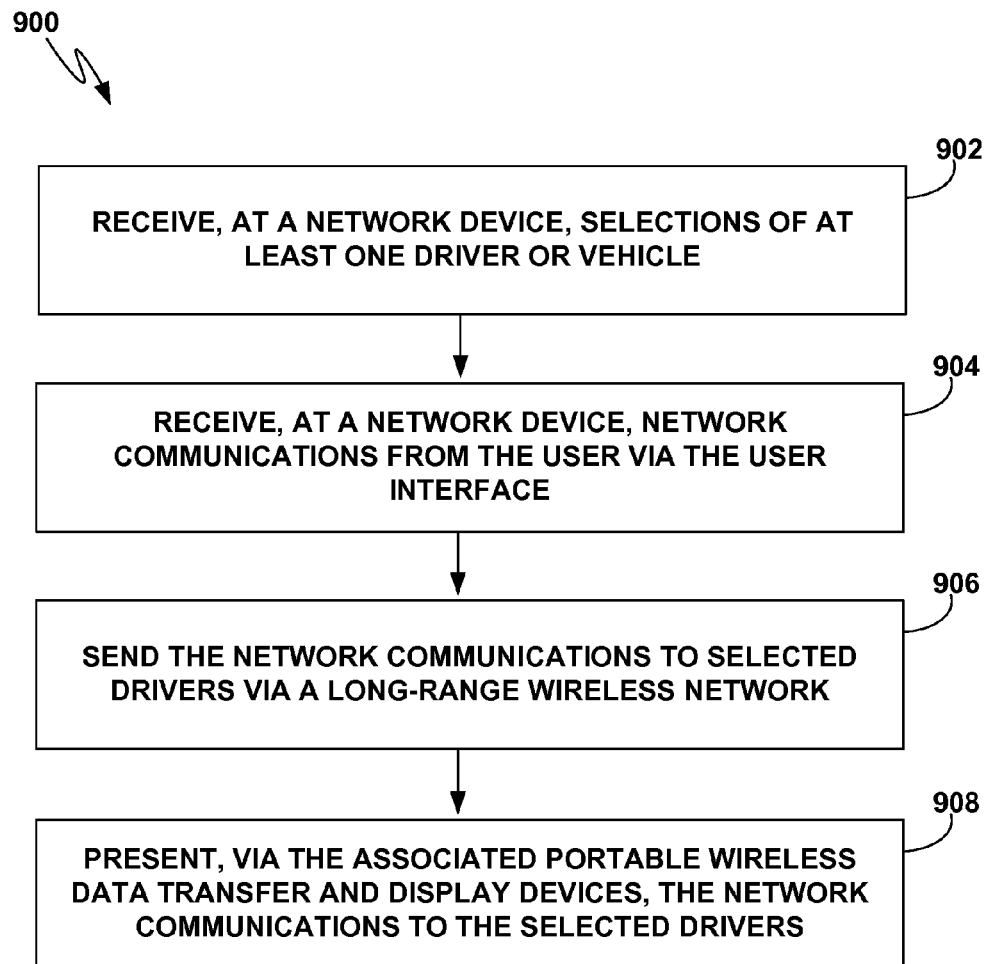 900
902
RECEIVE, AT A NETWORK DEVICE, SELECTIONS OF AT
LEAST ONE DRIVER OR VEHICLE
904
RECEIVE, AT A NETWORK DEVICE, NETWORK
COMMUNICATIONS FROM THE USER VIA THE USER
INTERFACE
906
SEND THE NETWORK COMMUNICATIONS TO SELECTED
DRIVERS VIA A LONG-RANGE WIRELESS NETWORK
908
PRESENT, VIA THE ASSOCIATED PORTABLE WIRELESS
DATA TRANSFER AND DISPLAY DEVICES, THE NETWORK
COMMUNICATIONS TO THE SELECTED DRIVERS